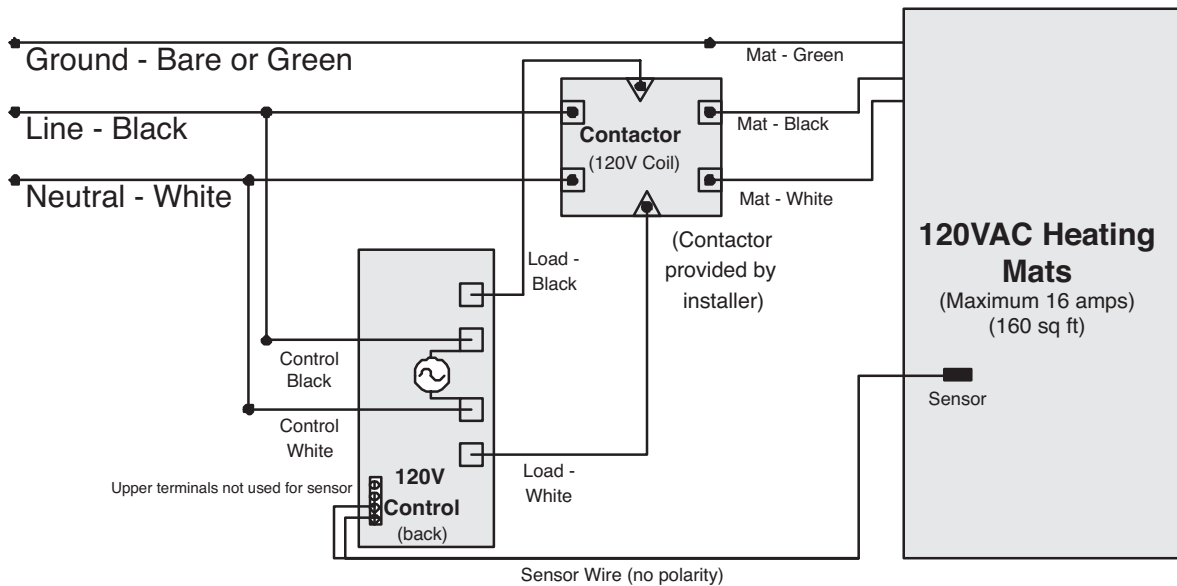 Ground - Bare or Green
Mat - Green
Line - Black
Contactor
(120V Coil)
Mat - Black
Neutral - White
Mat - White
(Contactor
provided by
installer)
120VAC Heating
Mats
(Maximum 16 amps)
(160 sq ft)
Load -
Black
Control
Black
Control
White
Sensor
Load -
White
Upper terminals not used for sensor
120V
Control
(back)
Sensor Wire (no polarity)